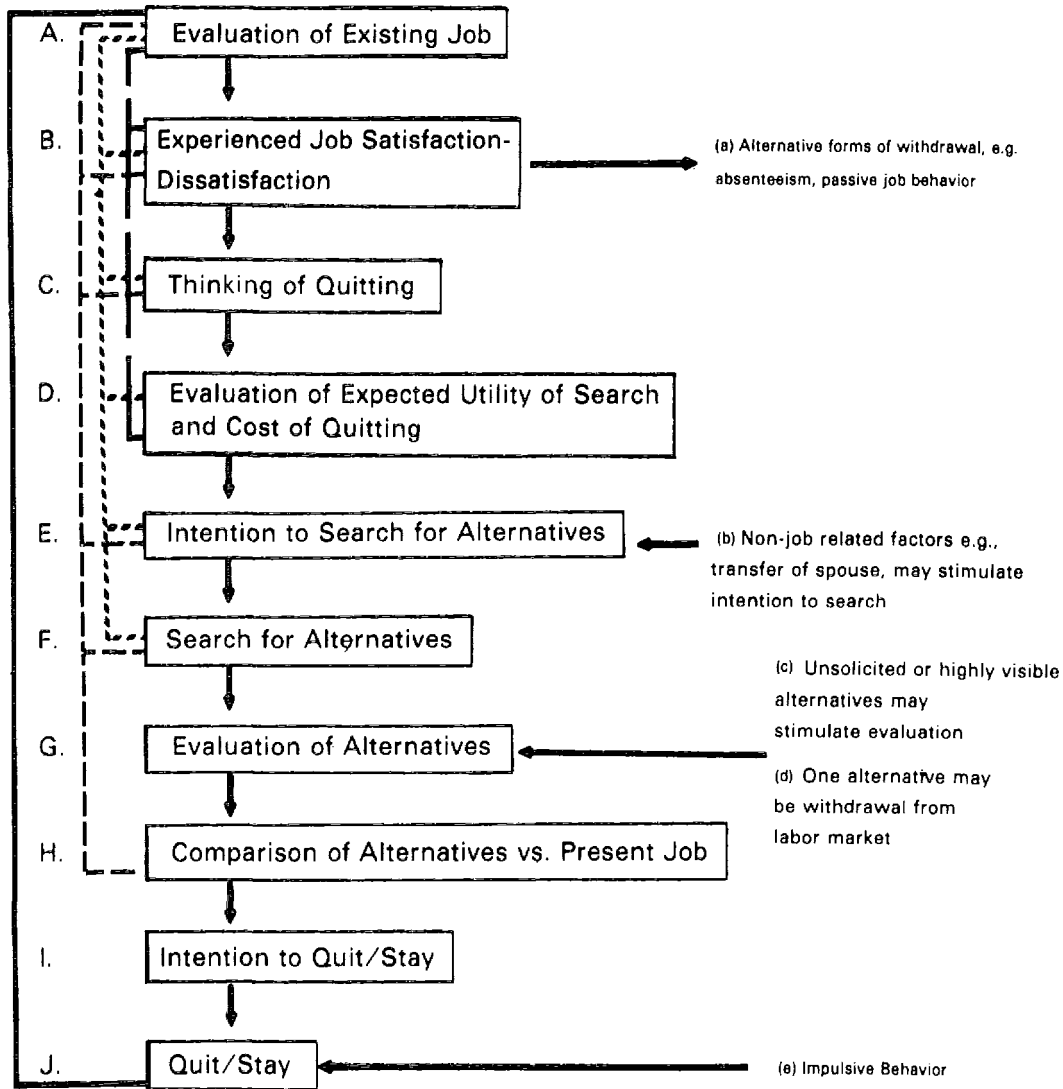 A. Evaluation of Existing Job
B. Experienced Job Satisfaction-
Dissatisfaction
(a) Alternative forms of withdrawal, e.g.
absenteeism, passive job behavior
C. Thinking of Quitting
D. Evaluation of Expected Utility of Search
and Cost of Quitting
E. Intention to Search for Alternatives
(b) Non-job related factors e.g.,
transfer of spouse, may stimulate
intention to search
F. Search for Alternatives
(c) Unsolicited or highly visible
alternatives may
stimulate evaluation
G. Evaluation of Alternatives
(d) One alternative may
be withdrawal from
labor market
H. Comparison of Alternatives vs. Present Job
I. Intention to Quit/Stay
J. Quit/Stay
(e) Impulsive Behavior